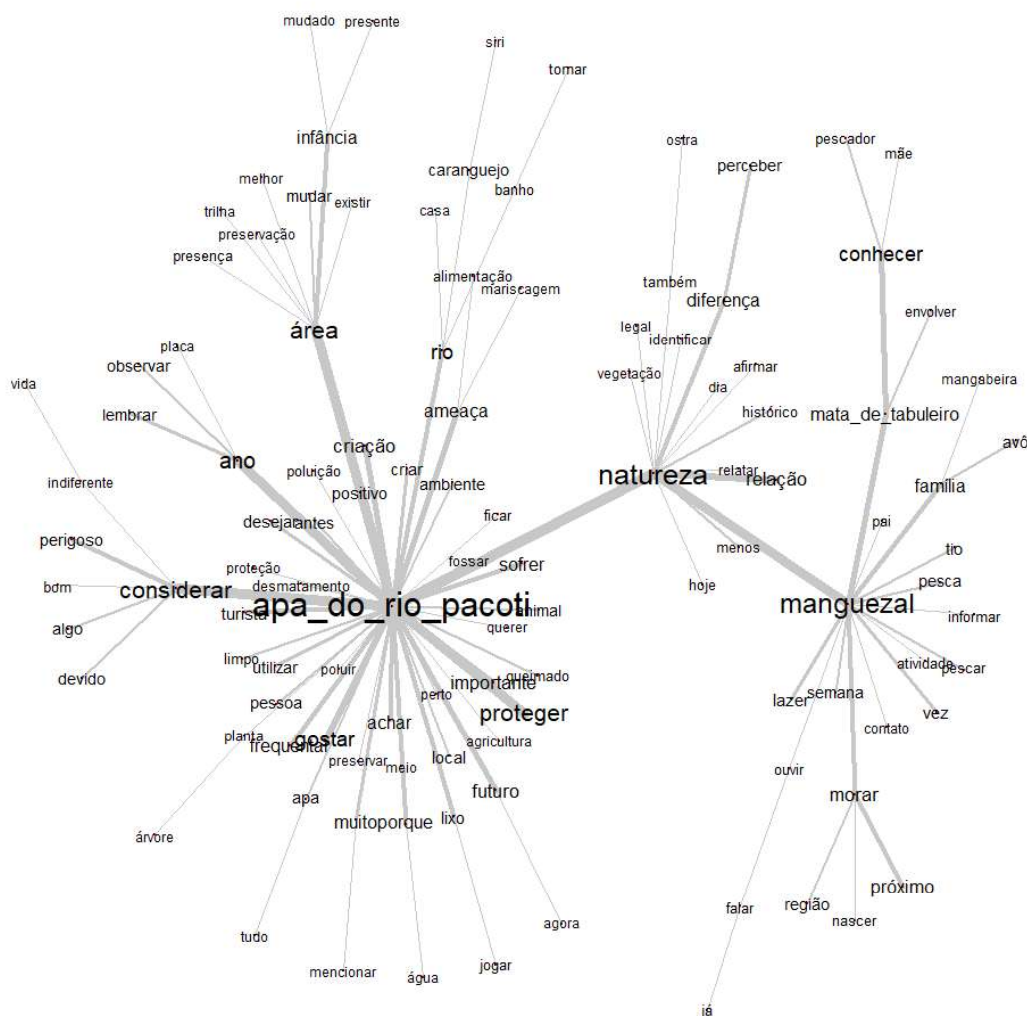 mudado
presente
siri
tomar
infância
ostra
pescador
mãe
perceber
caranguejo
melhor
banho
mudar
existir
trilha
casa
preservação
conhecer
presença
alimentação
também
mariscagem
diferença
envolver
área
legal
identificar
placa
rio
observar
afirmar
vegetação
mangabeira
vida
dia
lembrar
ameaça
histórico
mata_de_tabuleiro
avô
criação
ano
poluição
criar
natureza
relatar
indiferente
positivo
ambiente
relação
família
desejar
antes
ficar
pai
perigoso
menos
tio
proteção
fossar
sofrer
bom
considerar
desmatamento
hoje
pesca
apa_do_rio_pacoti
manguezal
turista
animal
informar
algo
querer
limpo
utilizar
poluir
atividade
pescar
devido
importante
queimado
perto
semana
pessoa
lazer
proteger
vez
achar
contato
planta
frequentar
gostar
agricultura
preservar
meio
local
ouvir
apa
futuro
morar
muito
porque
lixo
árvore
próximo
região
falar
nascer
agora
tudo
mencionar
água
jogar
já